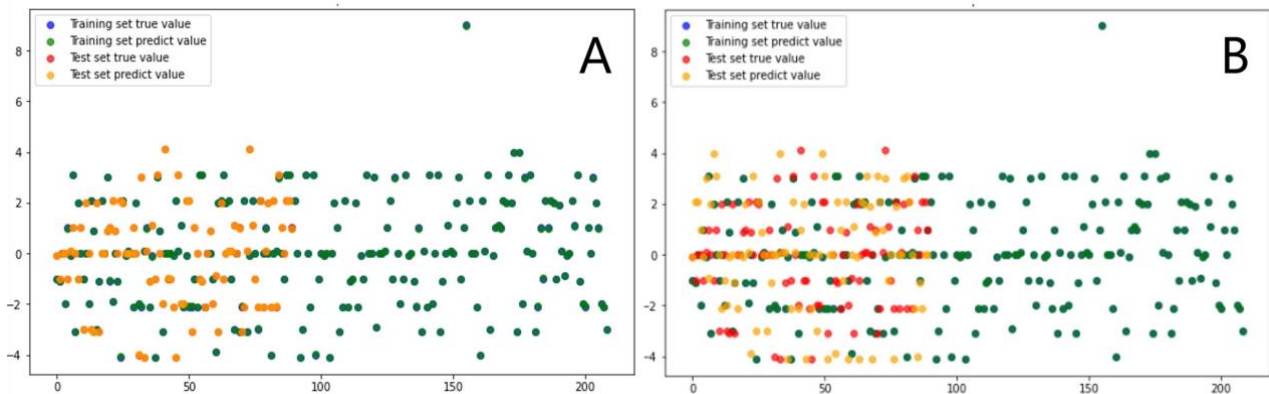 Training set true value
Training set predict value
Test set true value
Test set predict value
A
8
6
4
2
0
−2
−4
0
50
100
150
200
Training set true value
Training set predict value
Test set true value
Test set predict value
B
8
6
4
2
0
−2
−4
0
50
100
150
200